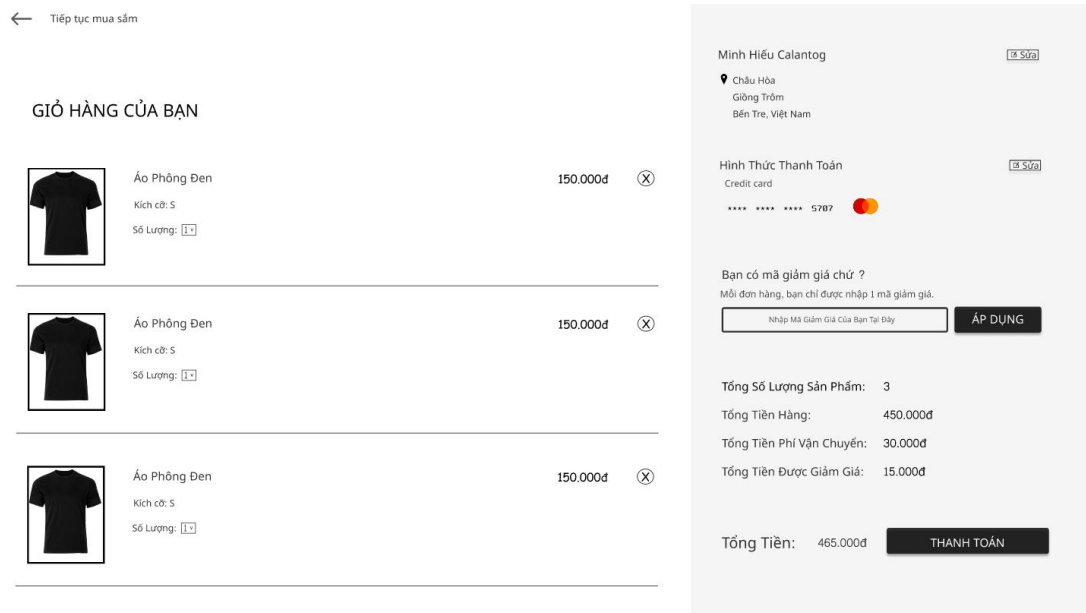 Tiếp tục mua sắm
GIỎ HÀNG CỦA BẠN
Áo Phông Đen
150.000đ
X
Kích cỡ: S
Số Lượng: 1
Áo Phông Đen
150.000đ
X
Kích cỡ: S
Số Lượng: 1
Áo Phông Đen
150.000đ
X
Kích cỡ: S
Số Lượng: 1
Minh Hiếu Calantog
Sửa
Châu Hòa
Giồng Trôm
Bến Tre, Việt Nam
Hình Thức Thanh Toán
Sửa
Credit card
**** **** **** 5787
Bạn có mã giảm giá chứ ?
Mỗi đơn hàng, bạn chỉ được nhập 1 mã giảm giá.
Nhập Mã Giảm Giá Của Bạn Tại Đây
ÁP DỤNG
Tổng Số Lượng Sản Phẩm: 3
Tổng Tiền Hàng: 450.000đ
Tổng Tiền Phí Vận Chuyển: 30.000đ
Tổng Tiền Được Giảm Giá: 15.000đ
Tổng Tiền: 465.000đ
THANH TOÁN